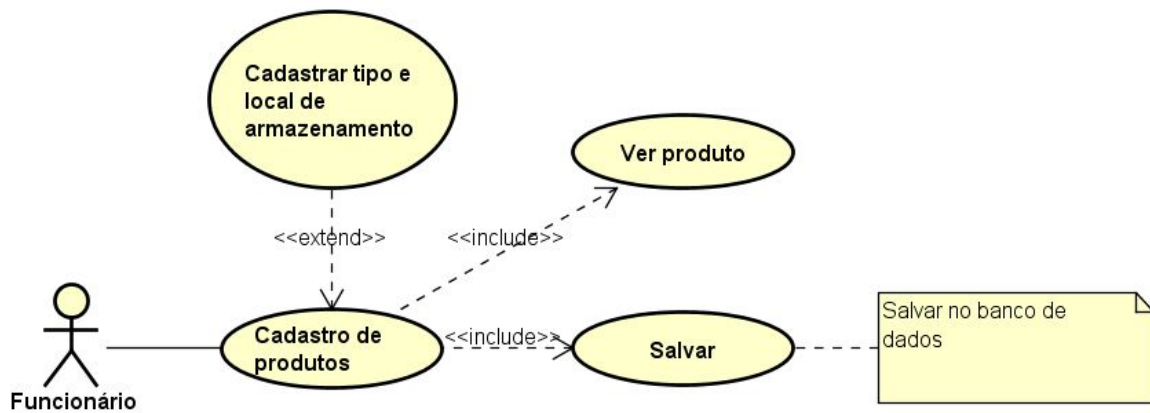 Cadastrar tipo e
local de
armazenamento
Ver produto
<<extend>>
<<include>>
Cadastro de
produtos
<<include>>
Salvar
Salvar no banco de
dados
Funcionário